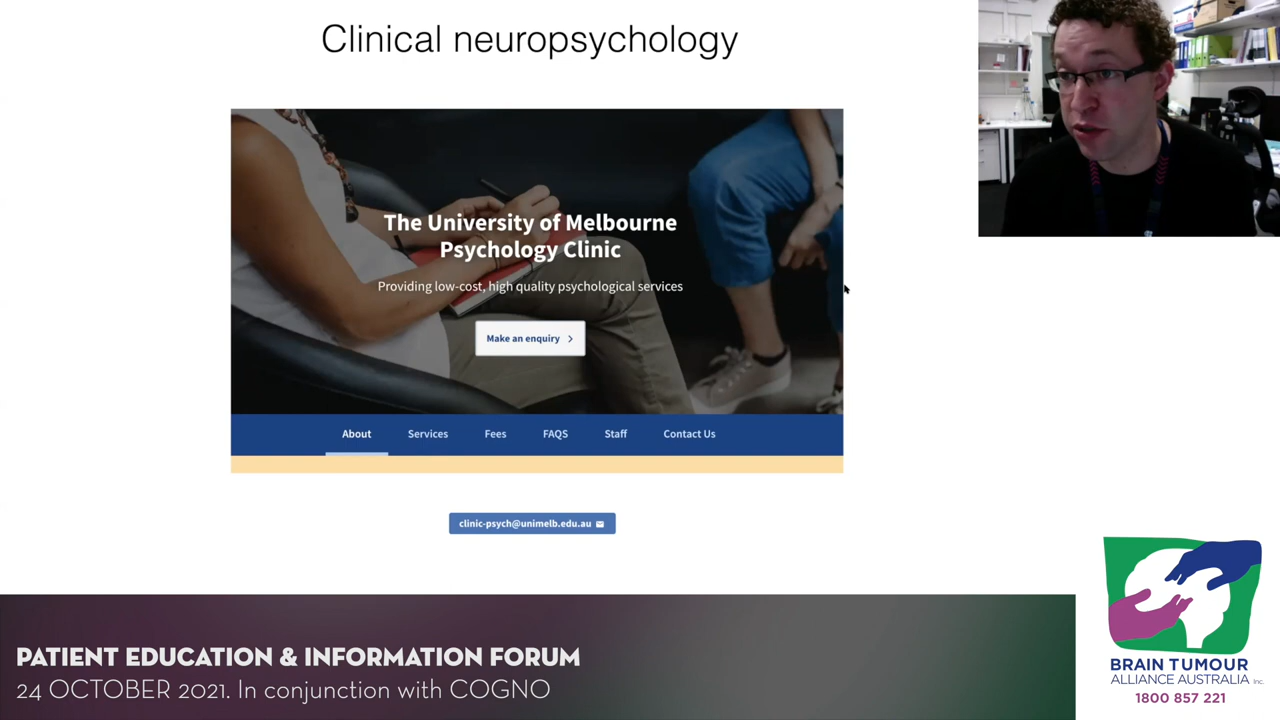 Clinical neuropsychology
The University of Melbourne
Psychology Clinic
Providing low-cost, high quality psychological services
Make an enquiry
About Services Fees FAQS Staff Contact Us
clinic-psych@unimelb.edu.au
PATIENT EDUCATION & INFORMATION FORUM
24 OCTOBER 2021. In conjunction with COGNO
BRAIN TUMOUR
ALLIANCE AUSTRALIA Inc.
1800 857 221